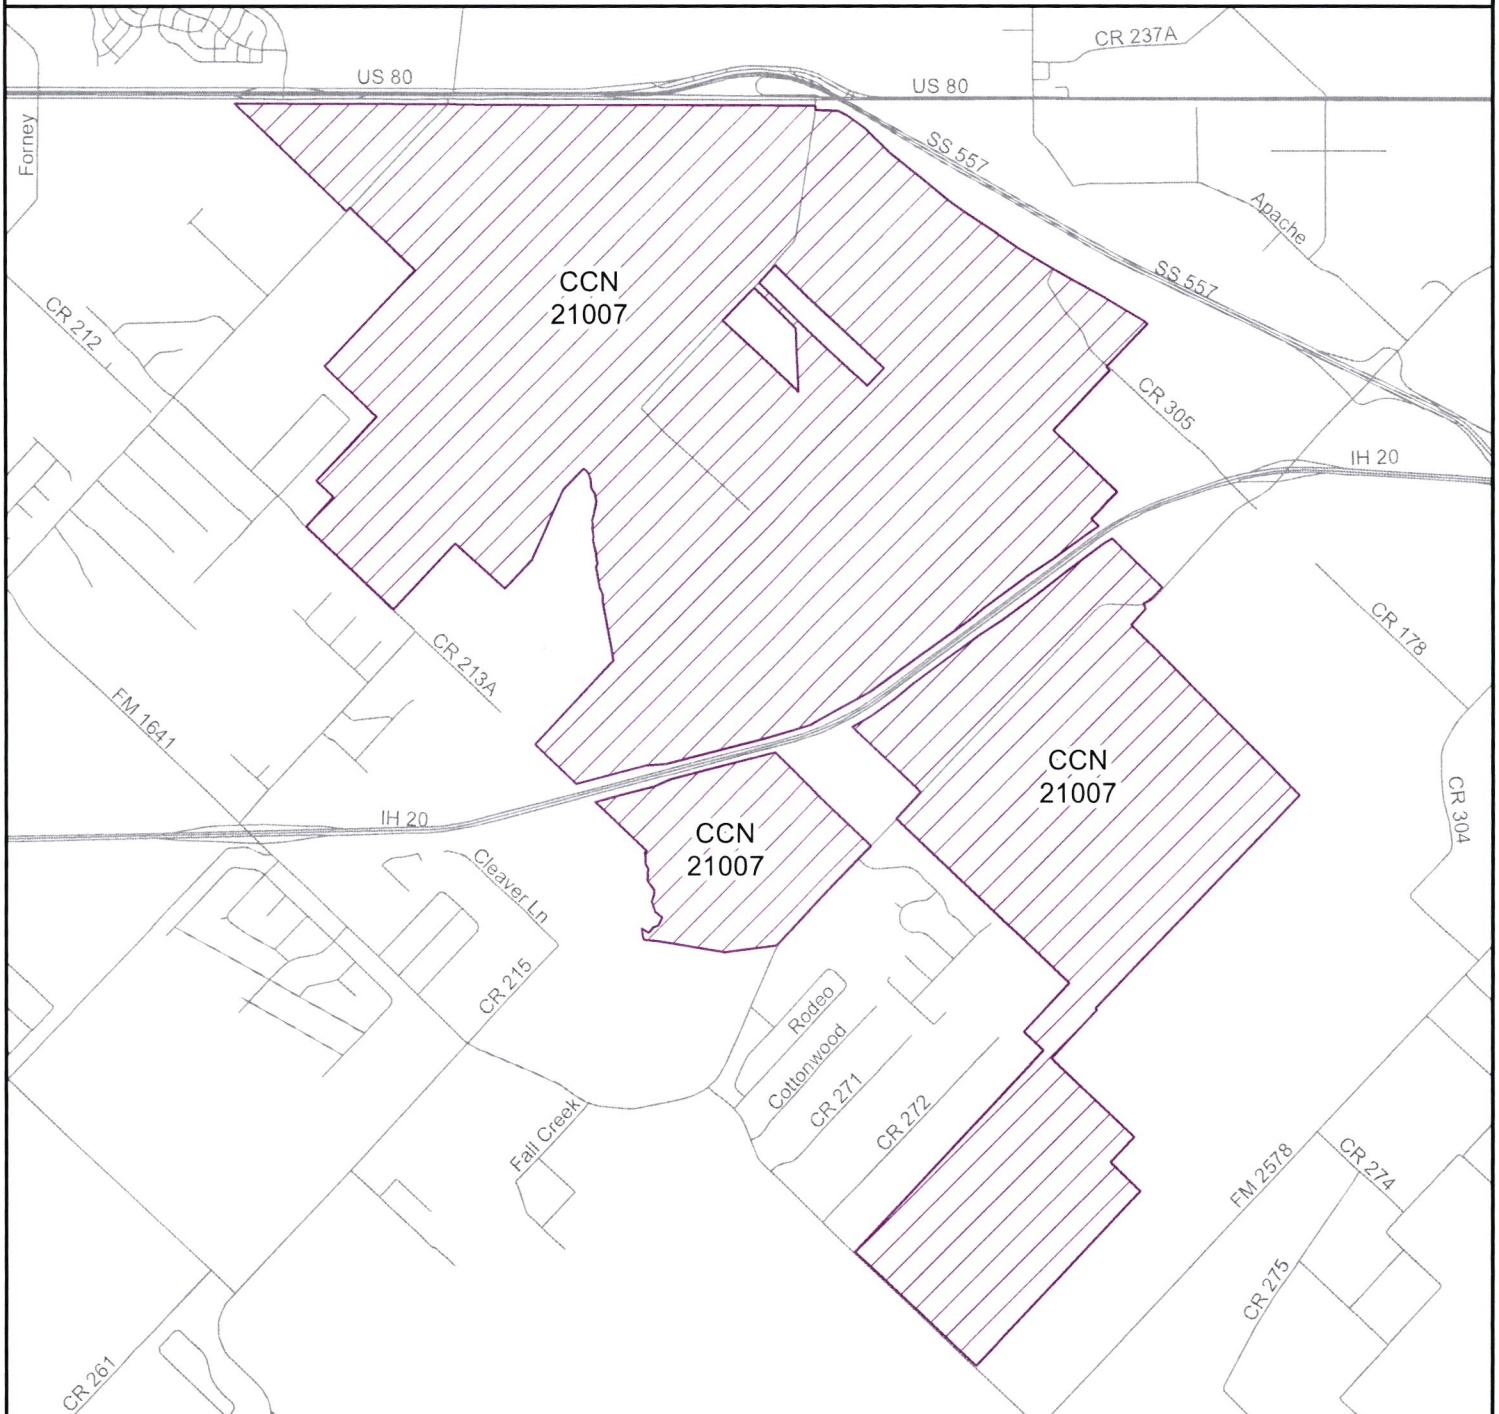 CR 237A
US 80
US 80
Forney
SS 557
Apache
SS 557
CCN
21007
CR 212
CR 305
IH 20
CR 178
CR 213A
FM 1641
CCN
21007
CR 304
IH 20
CCN
21007
Cleaver Ln
CR 215
Rodeo
Cottonwood
CR 271
CR 272
Fall Creek
FM 2578
CR 274
CR 275
CR 261